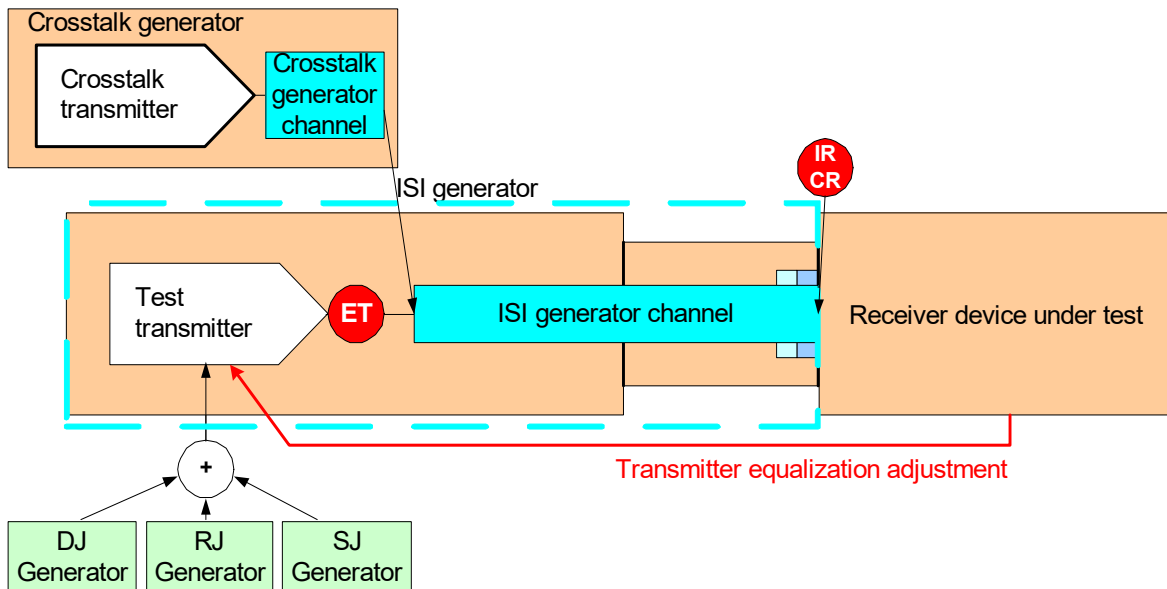 Crosstalk generator
Crosstalk
transmitter
Crosstalk
generator
channel
IR
CR
ISI generator
Test
transmitter
ET
ISI generator channel
Receiver device under test
Transmitter equalization adjustment
+
DJ
Generator
RJ
Generator
SJ
Generator